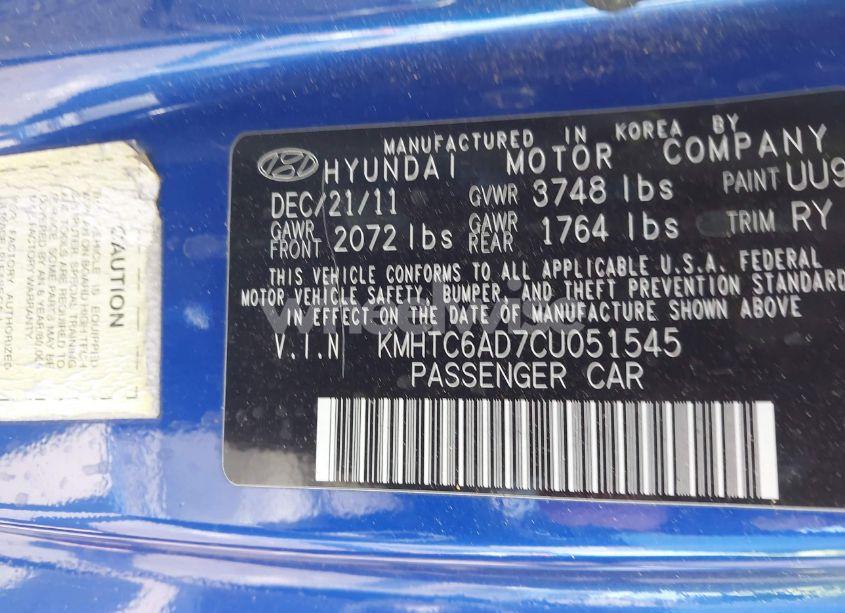 MANUFACTURED IN KOREA BY
HYUNDAI MOTOR COMPANY
DEC/21/11 GVWR 3748 lbs PAINT UU9
GAWR FRONT 2072 lbs GAWR REAR 1764 lbs TRIM RY
THIS VEHICLE CONFORMS TO ALL APPLICABLE U.S.A. FEDERAL
MOTOR VEHICLE SAFETY, BUMPER, AND THEFT PREVENTION STANDARD
IN EFFECT ON THE DATE OF MANUFACTURE SHOWN ABOVE
V.I.N KMHTC6AD7CU051545
PASSENGER CAR
wheelwise
CAUTION